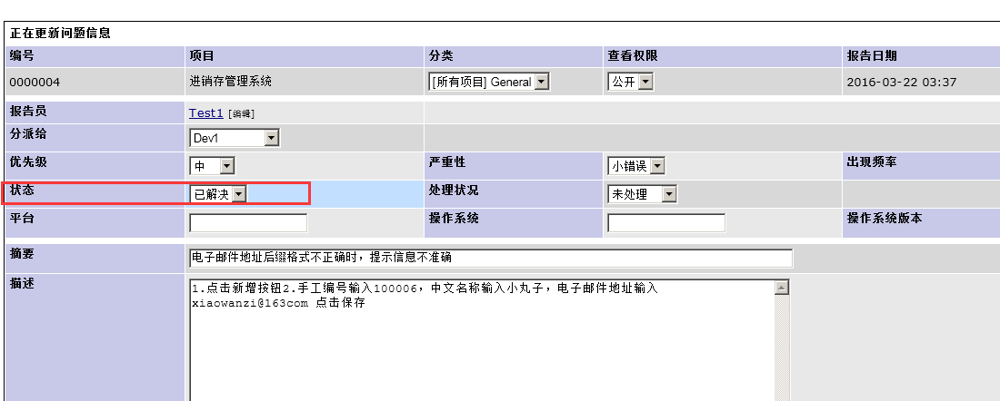 正在更新问题信息
编号 项目 分类 查看权限 报告日期
0000004 进销存管理系统 [所有项目] General 公开 2016-03-22 03:37
报告员 Test1 [编辑]
分派给 Dev1
优先级 中 严重性 小错误 出现频率
状态 已解决 处理状况 未处理
平台 操作系统 操作系统版本
摘要 电子邮件地址后缀格式不正确时，提示信息不准确
描述 1.点击新增按钮2.手工编号输入100006，中文名称输入小丸子，电子邮件地址输入
xiaowanzi@163com 点击保存